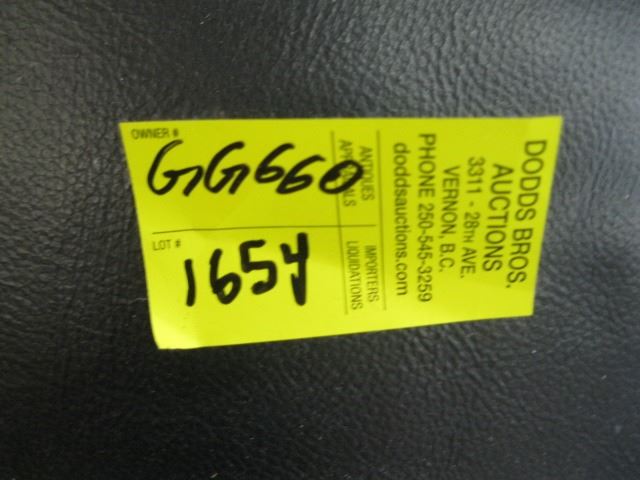 OWNER #
GG660
LOT #
1654
ANTIQUES
APPRAISALS
IMPORTERS
LIQUIDATIONS
DODDS BROS.
AUCTIONS
3311 - 28TH AVE.
VERNON, B.C.
PHONE 250-545-3259
doddsauctions.com